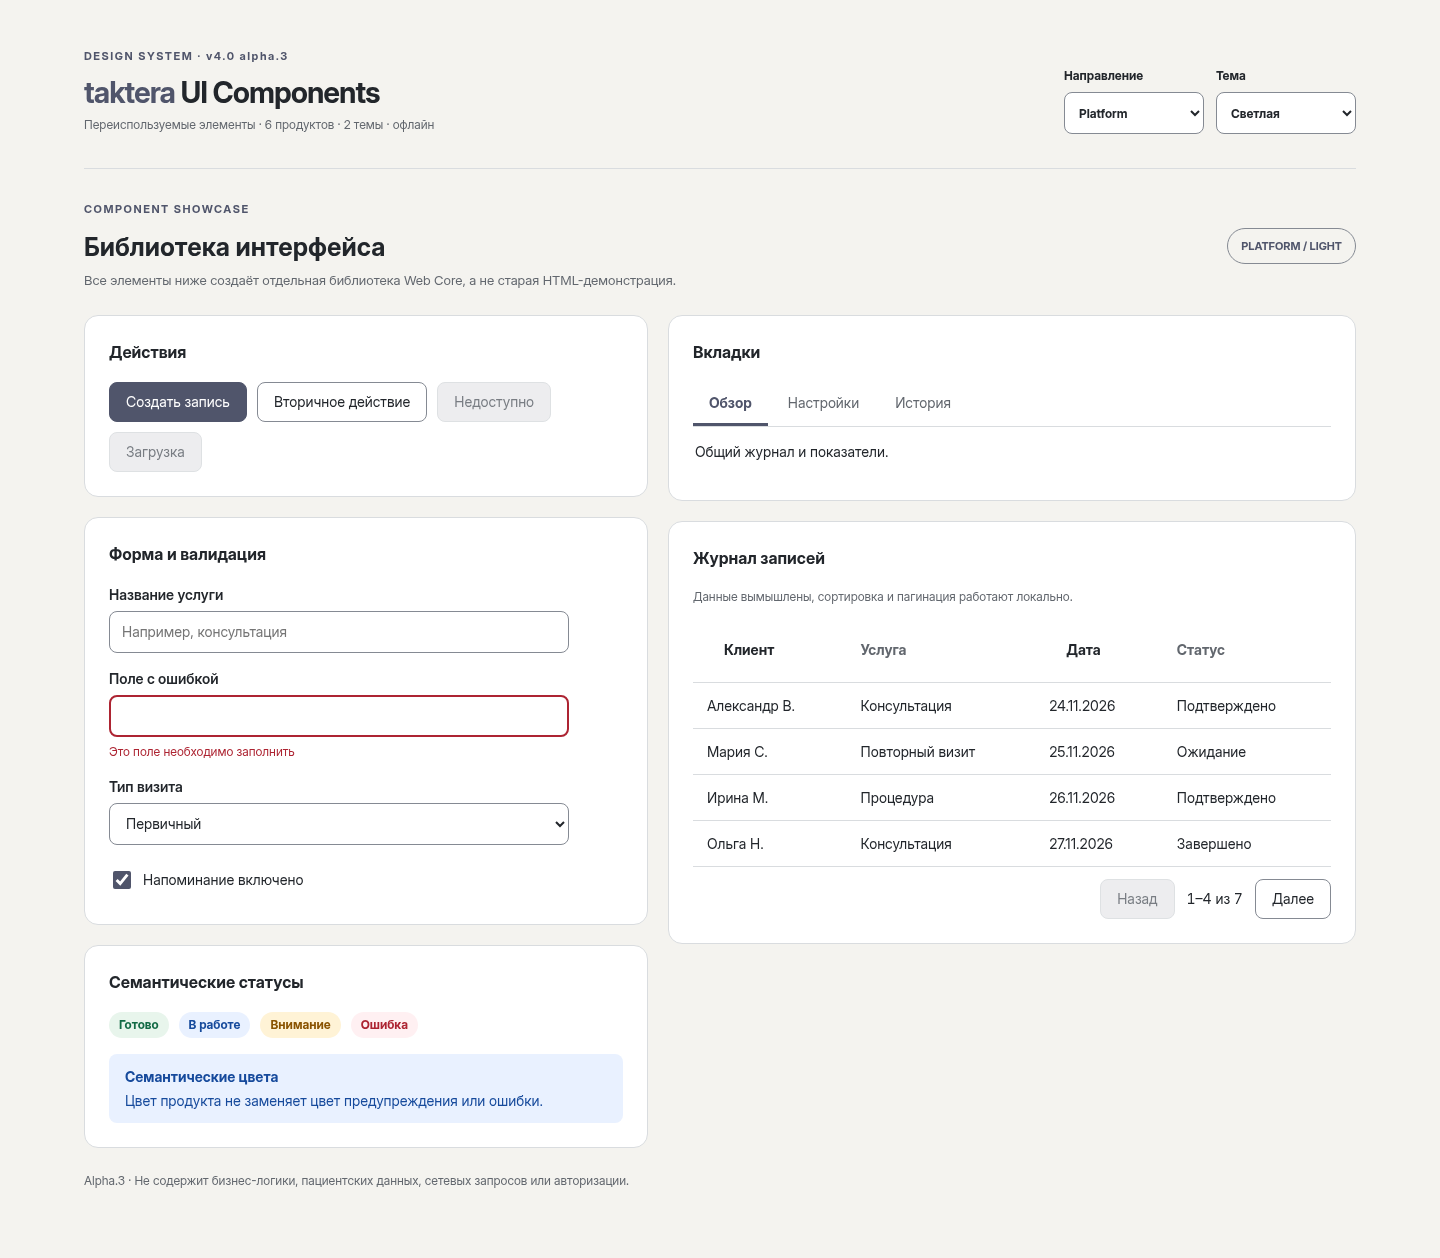 DESIGN SYSTEM · v4.0 alpha.3
taktera UI Components
Переиспользуемые элементы · 6 продуктов · 2 темы · офлайн
Направление
Platform
Тема
Светлая
COMPONENT SHOWCASE
Библиотека интерфейса
Все элементы ниже создаёт отдельная библиотека Web Core, а не старая HTML-демонстрация.
PLATFORM / LIGHT
Действия
Создать запись
Вторичное действие
Недоступно
Загрузка
Форма и валидация
Название услуги
Например, консультация
Поле с ошибкой
Это поле необходимо заполнить
Тип визита
Первичный
Напоминание включено
Семантические статусы
Готово
В работе
Внимание
Ошибка
Семантические цвета
Цвет продукта не заменяет цвет предупреждения или ошибки.
Вкладки
Обзор
Настройки
История
Общий журнал и показатели.
Журнал записей
Данные вымышлены, сортировка и пагинация работают локально.
Клиент Услуга Дата Статус
Александр В. Консультация 24.11.2026 Подтверждено
Мария С. Повторный визит 25.11.2026 Ожидание
Ирина М. Процедура 26.11.2026 Подтверждено
Ольга Н. Консультация 27.11.2026 Завершено
Назад 1–4 из 7 Далее
Alpha.3 · Не содержит бизнес-логики, пациентских данных, сетевых запросов или авторизации.